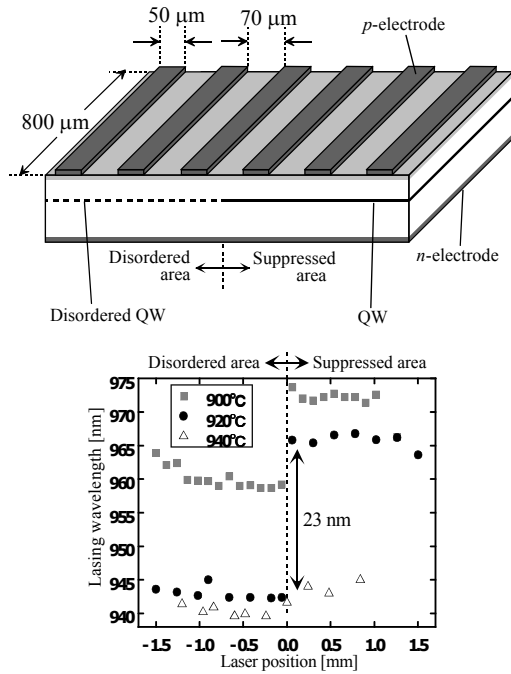 50 μm
70 μm
p-electrode
800 μm
Disordered
area
Suppressed
area
n-electrode
Disordered QW
QW
Disordered area
Suppressed area
975
970
965
960
955
950
945
940
Lasing wavelength [nm]
900°C
920°C
940°C
23 nm
-1.5
-1.0
-0.5
0.0
0.5
1.0
1.5
Laser position [mm]